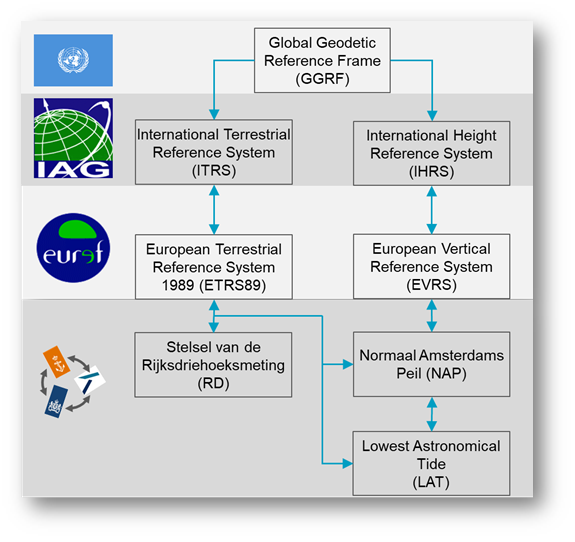 Global Geodetic
Reference Frame
(GGRF)
IAG
International Terrestrial
Reference System
(ITRS)
International Height
Reference System
(IHRS)
euref
European Terrestrial
Reference System
1989 (ETRS89)
European Vertical
Reference System
(EVRS)
Stelsel van de
Rijksdriehoeksmeting
(RD)
Normaal Amsterdams
Peil (NAP)
Lowest Astronomical
Tide
(LAT)